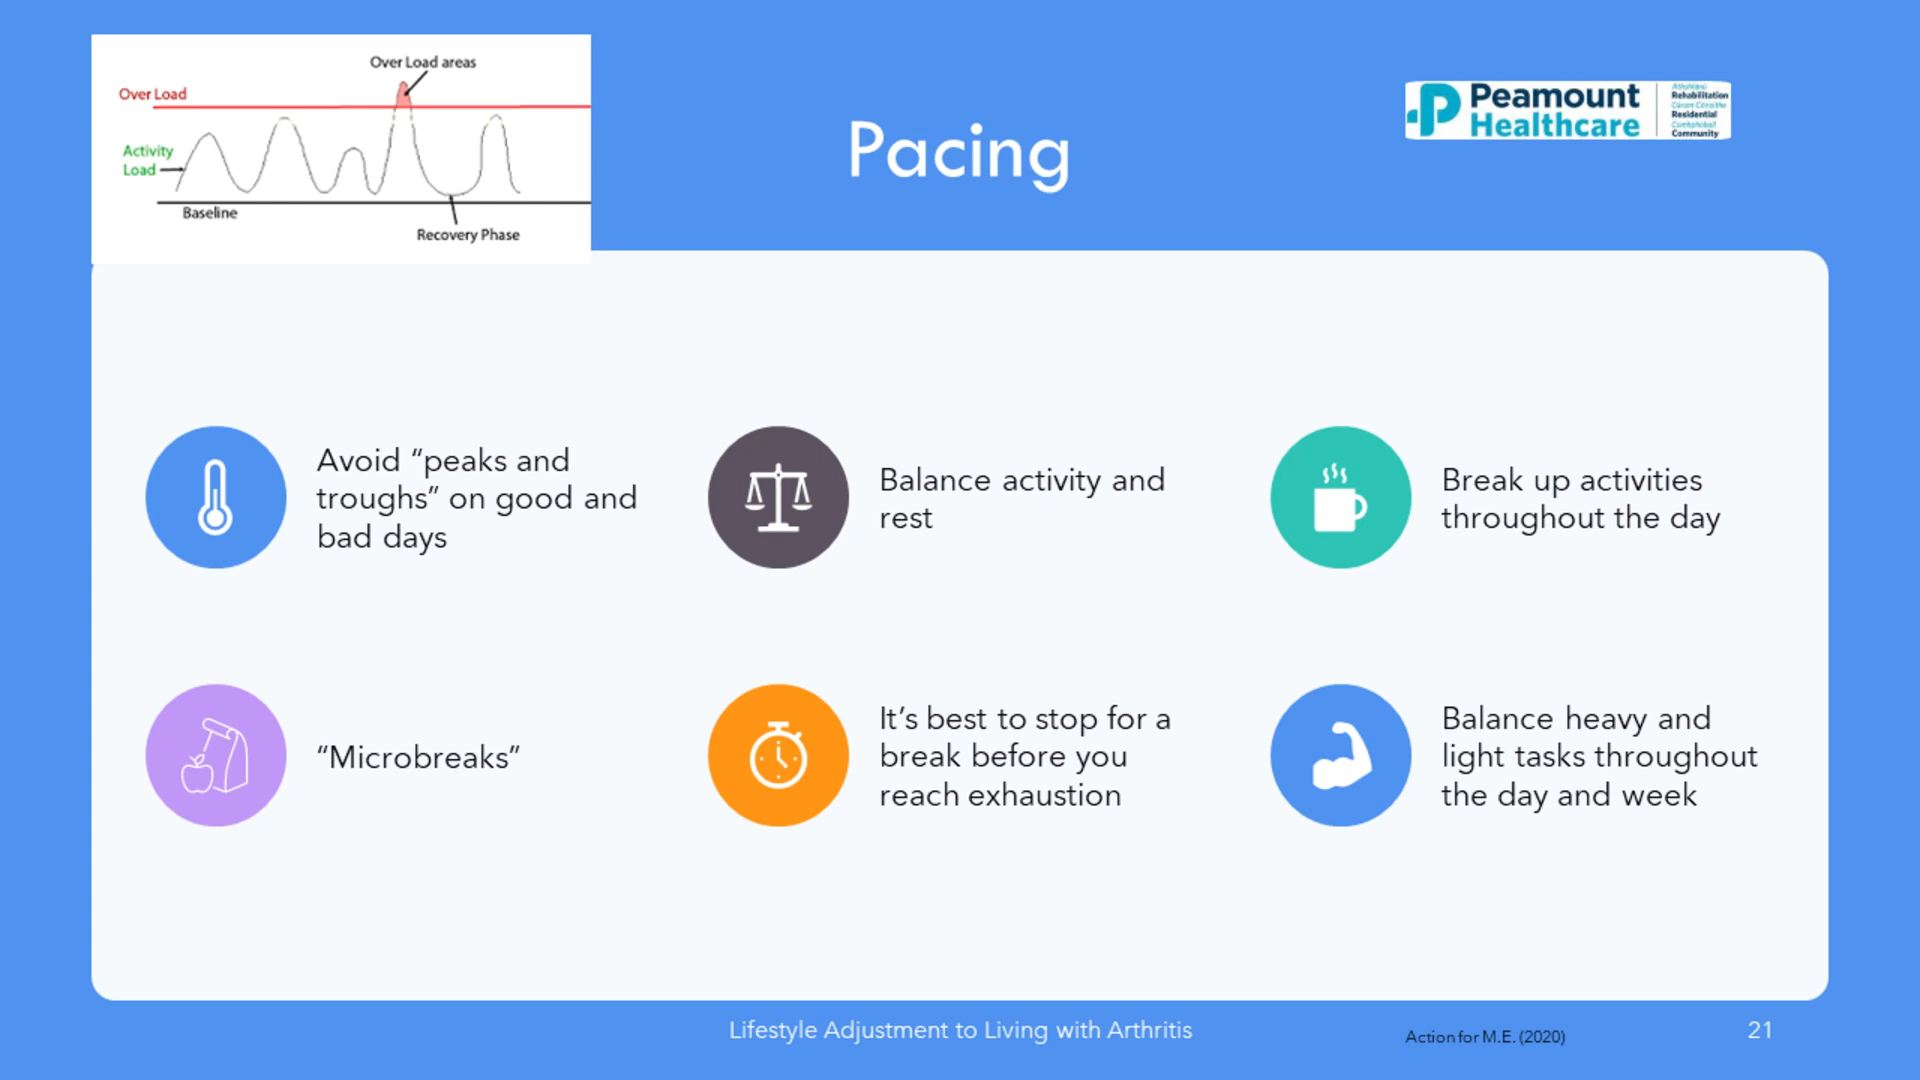 Over Load areas
Over Load
Activity
Load
Baseline
Recovery Phase
Pacing
Peamount
Healthcare
Rehabilitation
Residential
Community
Avoid “peaks and
troughs” on good and
bad days
Balance activity and
rest
Break up activities
throughout the day
“Microbreaks”
It’s best to stop for a
break before you
reach exhaustion
Balance heavy and
light tasks throughout
the day and week
Lifestyle Adjustment to Living with Arthritis
Action for M.E. (2020)
21